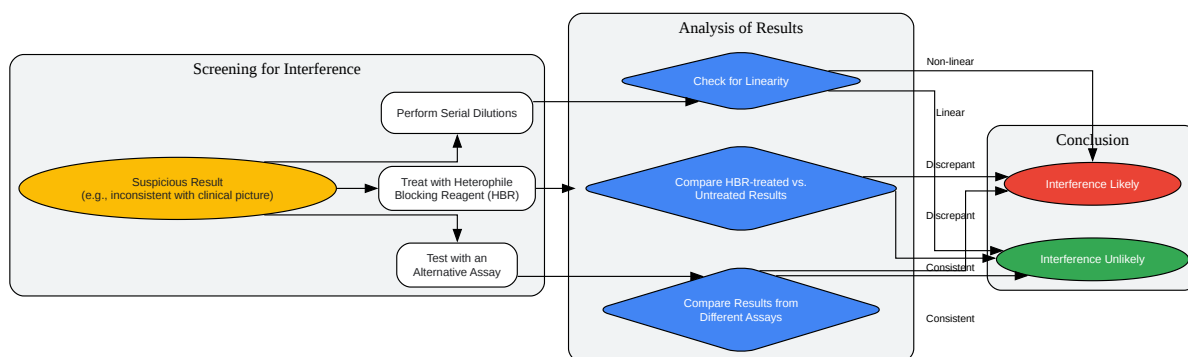 Analysis of Results
Screening for Interference
Check for Linearity
Non-linear
Perform Serial Dilutions
Linear
Conclusion
Suspicious Result
(e.g., inconsistent with clinical picture)
Treat with Heterophile
Blocking Reagent (HBR)
Compare HBR-treated vs.
Untreated Results
Discrepant
Interference Likely
Discrepant
Test with an
Alternative Assay
Consistent
Interference Unlikely
Compare Results from
Different Assays
Consistent